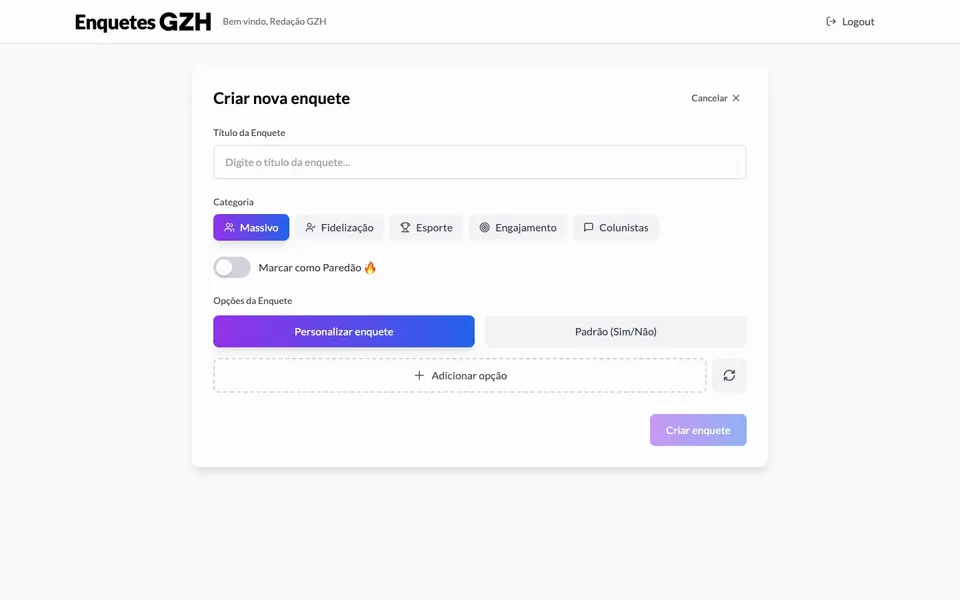 Enquetes GZH
Bem vindo, Redação GZH
Logout
Criar nova enquete
Cancelar
Título da Enquete
Digite o título da enquete...
Categoria
Massivo
Fidelização
Esporte
Engajamento
Colunistas
Marcar como Paredão 🔥
Opções da Enquete
Personalizar enquete
Padrão (Sim/Não)
Adicionar opção
Criar enquete